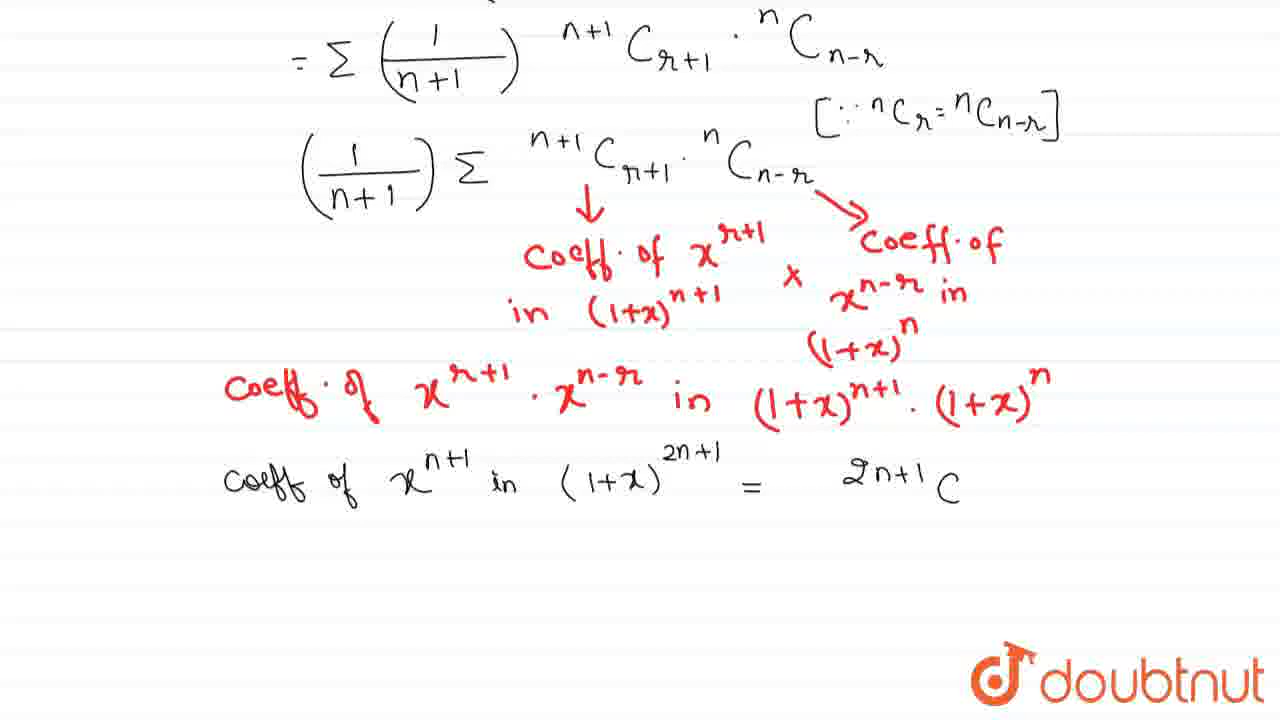 = Σ (1/(n+1)) ⁿ⁺¹C_{r+1} · ⁿC_{n-r}
[∵ ⁿC_r = ⁿC_{n-r}]
(1/(n+1)) Σ ⁿ⁺¹C_{r+1} · ⁿC_{n-r}
↓ ↘
coeff. of x^{r+1} in (1+x)^{n+1} × coeff. of x^{n-r} in (1+x)^n
coeff. of x^{r+1} · x^{n-r} in (1+x)^{n+1} · (1+x)^n
coeff of x^{n+1} in (1+x)^{2n+1} = ²ⁿ⁺¹C
doubtnut